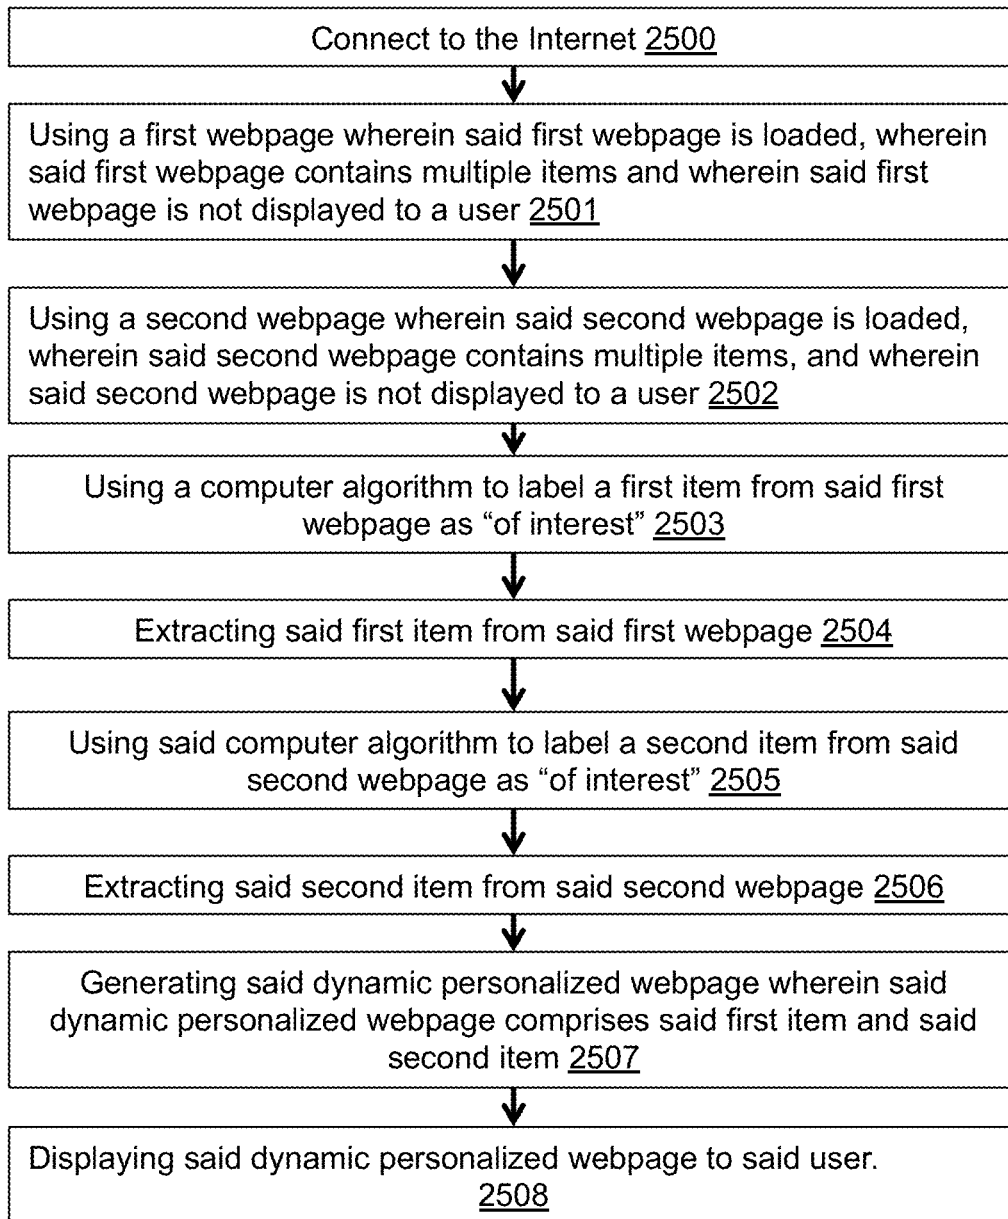 Connect to the Internet 2500
Using a first webpage wherein said first webpage is loaded, wherein
said first webpage contains multiple items and wherein said first
webpage is not displayed to a user 2501
Using a second webpage wherein said second webpage is loaded,
wherein said second webpage contains multiple items, and wherein
said second webpage is not displayed to a user 2502
Using a computer algorithm to label a first item from said first
webpage as “of interest” 2503
Extracting said first item from said first webpage 2504
Using said computer algorithm to label a second item from said
second webpage as “of interest” 2505
Extracting said second item from said second webpage 2506
Generating said dynamic personalized webpage wherein said
dynamic personalized webpage comprises said first item and said
second item 2507
Displaying said dynamic personalized webpage to said user.
2508